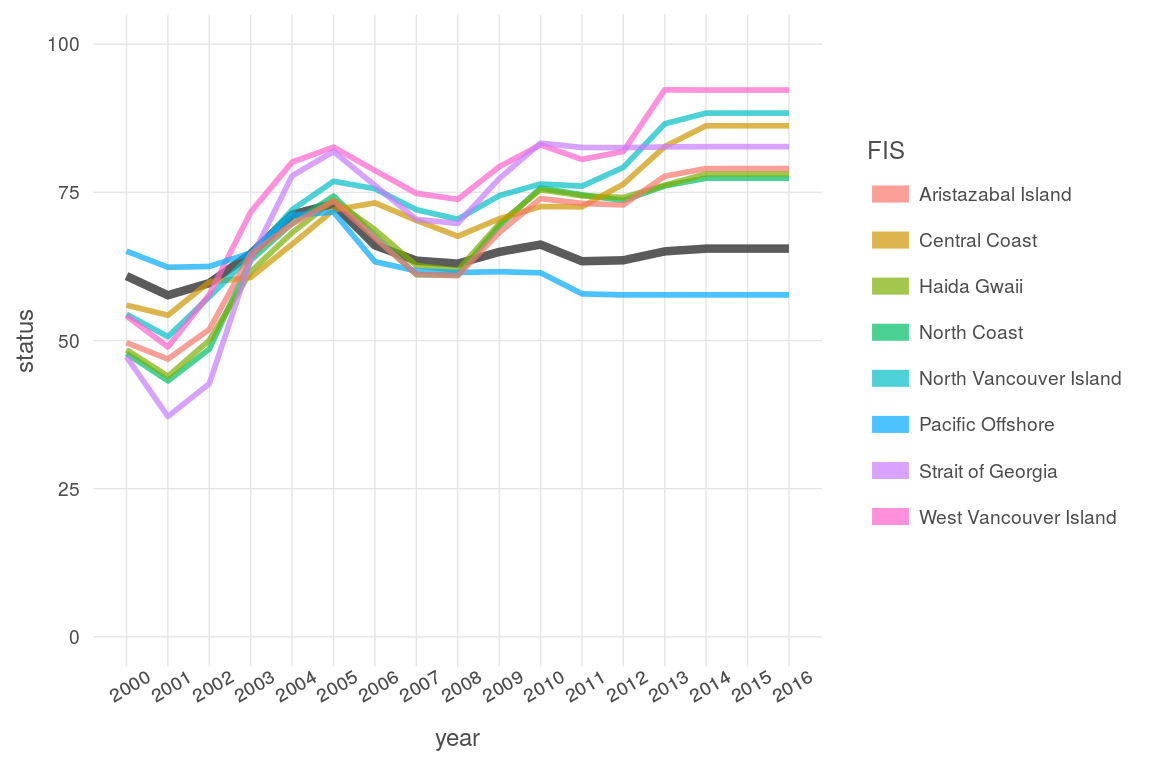 100
75
50
25
0
status
2000 2001 2002 2003 2004 2005 2006 2007 2008 2009 2010 2011 2012 2013 2014 2015 2016
year
FIS
Aristazabal Island
Central Coast
Haida Gwaii
North Coast
North Vancouver Island
Pacific Offshore
Strait of Georgia
West Vancouver Island